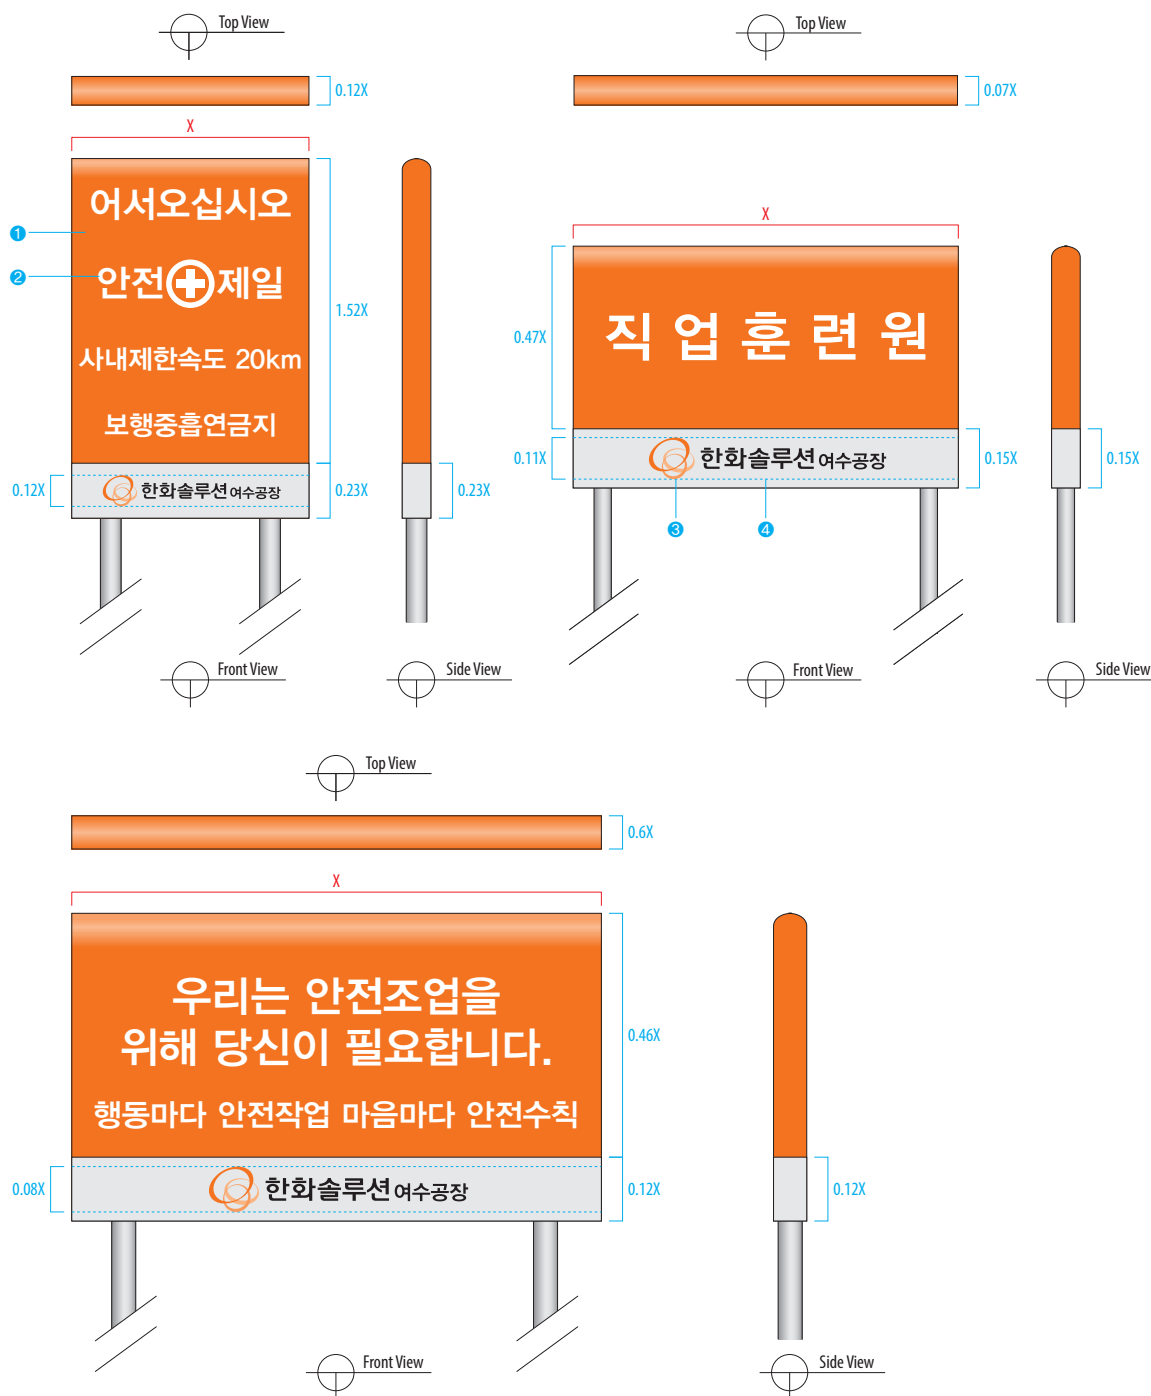 Top View
0.12X
X
어서오십시오
❶
안전 제일
❷
1.52X
사내제한속도 20km
보행중흡연금지
0.12X
한화솔루션 여수공장
0.23X
0.23X
Front View
Side View
Top View
0.07X
X
0.47X
직업훈련원
0.11X
한화솔루션 여수공장
0.15X
0.15X
❸
❹
Front View
Side View
Top View
0.6X
X
우리는 안전조업을
위해 당신이 필요합니다.
0.46X
행동마다 안전작업 마음마다 안전수칙
0.08X
한화솔루션 여수공장
0.12X
0.12X
Front View
Side View